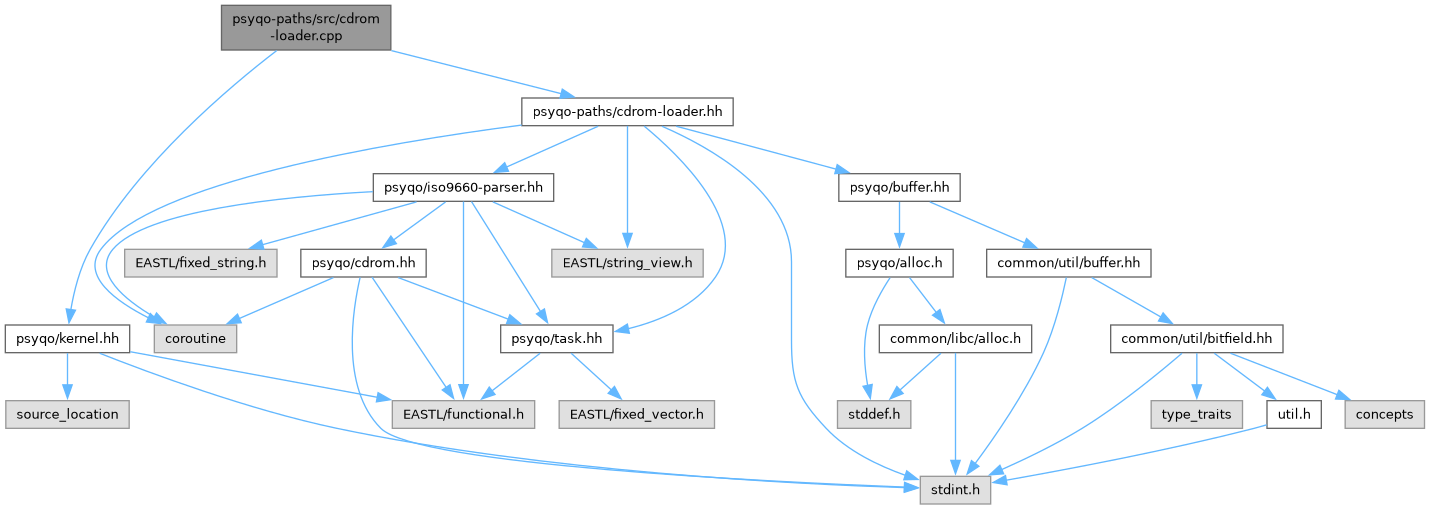 psyqo-paths/src/cdrom
-loader.cpp
psyqo-paths/cdrom-loader.hh
psyqo/iso9660-parser.hh
psyqo/buffer.hh
EASTL/fixed_string.h
psyqo/cdrom.hh
EASTL/string_view.h
psyqo/alloc.h
common/util/buffer.hh
psyqo/kernel.hh
coroutine
psyqo/task.hh
common/libc/alloc.h
common/util/bitfield.hh
source_location
EASTL/functional.h
EASTL/fixed_vector.h
stddef.h
type_traits
util.h
concepts
stdint.h